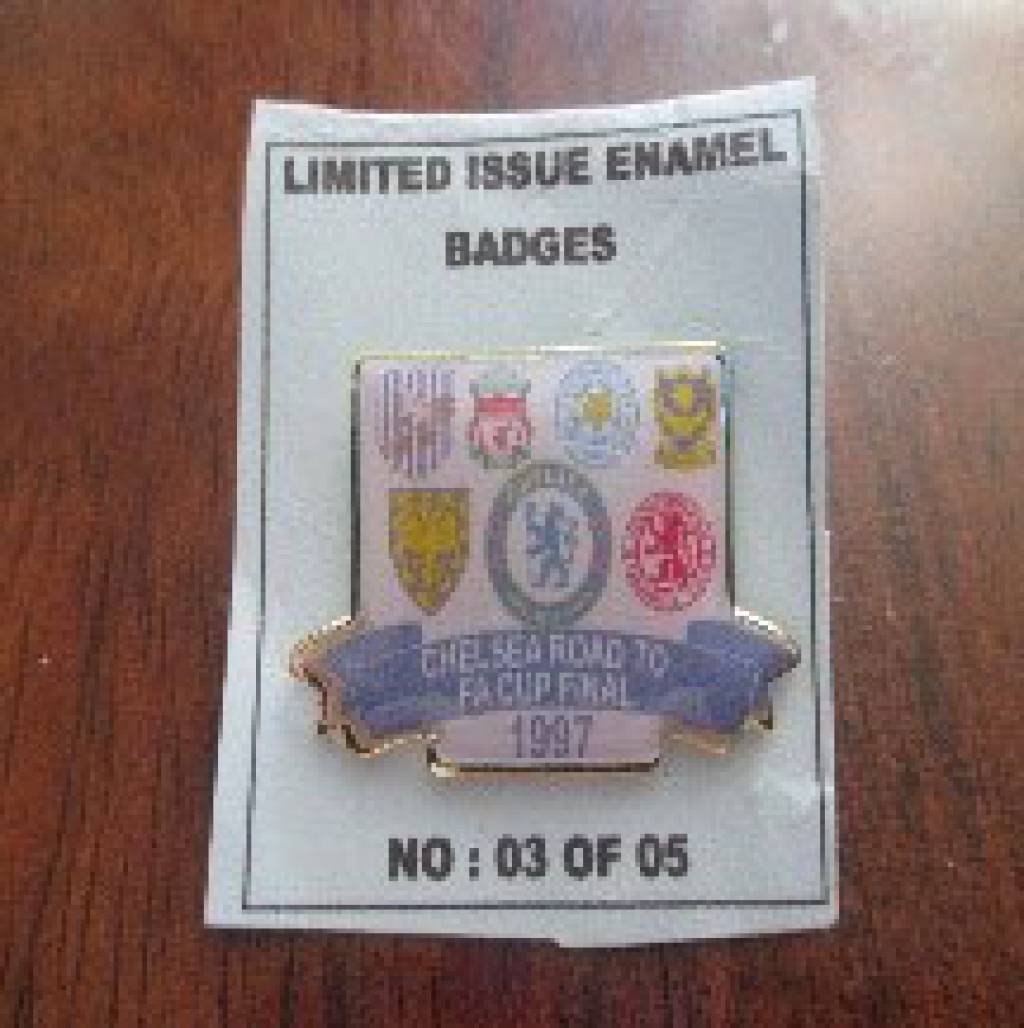 LIMITED ISSUE ENAMEL
BADGES
CHELSEA ROAD TO
FA CUP FINAL
1997
NO : 03 OF 05